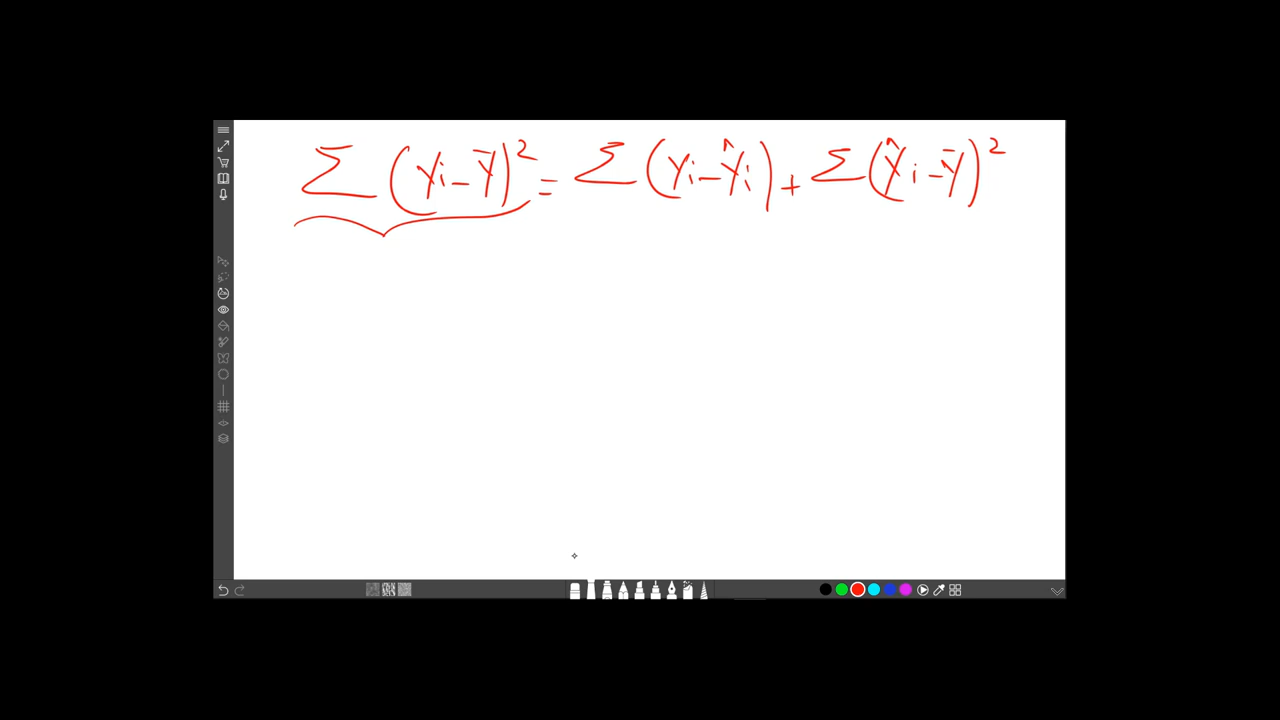 Σ (yi – ȳ)² = Σ (yi – ŷi) + Σ (ŷi – ȳ)²